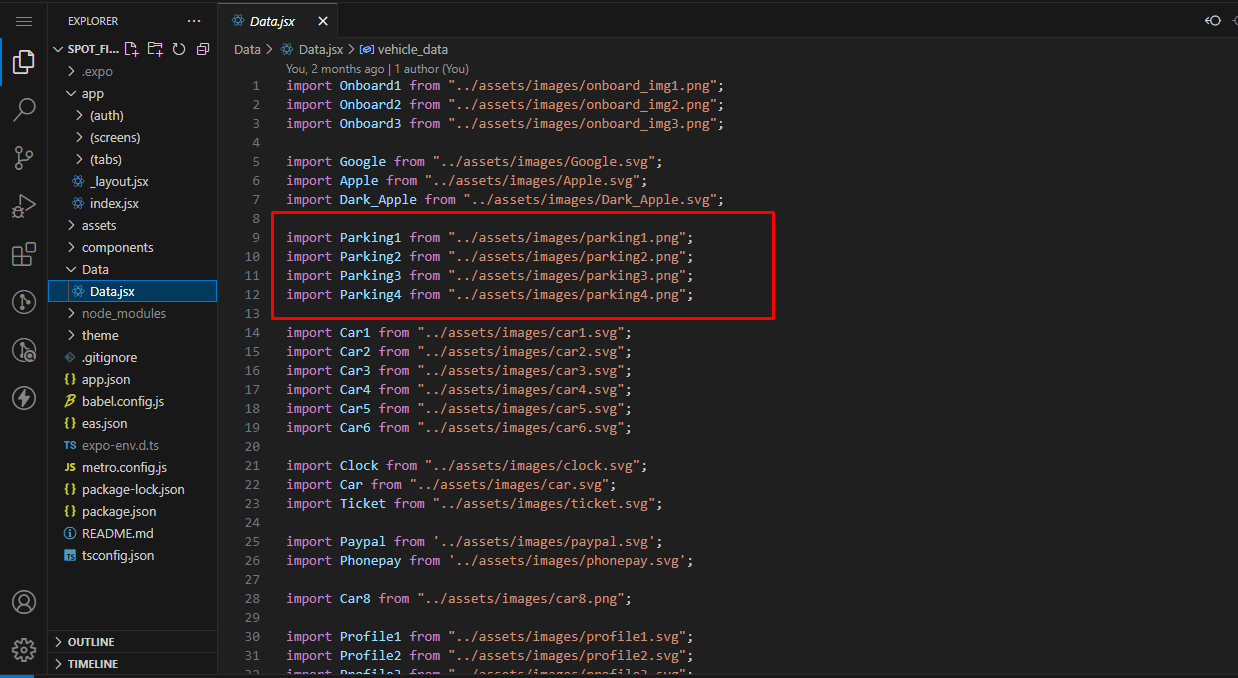 EXPLORER
Data.jsx
SPOT_FI...
.expo
app
(auth)
(screens)
(tabs)
_layout.jsx
index.jsx
assets
components
Data
Data.jsx
node_modules
theme
.gitignore
app.json
babel.config.js
eas.json
TS expo-env.d.ts
JS metro.config.js
package-lock.json
package.json
README.md
TS tsconfig.json
OUTLINE
TIMELINE
Data > Data.jsx > vehicle_data
You, 2 months ago | 1 author (You)
1 import Onboard1 from "../assets/images/onboard_img1.png";
2 import Onboard2 from "../assets/images/onboard_img2.png";
3 import Onboard3 from "../assets/images/onboard_img3.png";
4
5 import Google from "../assets/images/Google.svg";
6 import Apple from "../assets/images/Apple.svg";
7 import Dark_Apple from "../assets/images/Dark_Apple.svg";
8
9 import Parking1 from "../assets/images/parking1.png";
10 import Parking2 from "../assets/images/parking2.png";
11 import Parking3 from "../assets/images/parking3.png";
12 import Parking4 from "../assets/images/parking4.png";
13
14 import Car1 from "../assets/images/car1.svg";
15 import Car2 from "../assets/images/car2.svg";
16 import Car3 from "../assets/images/car3.svg";
17 import Car4 from "../assets/images/car4.svg";
18 import Car5 from "../assets/images/car5.svg";
19 import Car6 from "../assets/images/car6.svg";
20
21 import Clock from "../assets/images/clock.svg";
22 import Car from "../assets/images/car.svg";
23 import Ticket from "../assets/images/ticket.svg";
24
25 import Paypal from '../assets/images/paypal.svg';
26 import Phonepay from '../assets/images/phonepay.svg';
27
28 import Car8 from "../assets/images/car8.png";
29
30 import Profile1 from "../assets/images/profile1.svg";
31 import Profile2 from "../assets/images/profile2.svg";
32 import Profile3 from "../assets/images/profile3.svg";